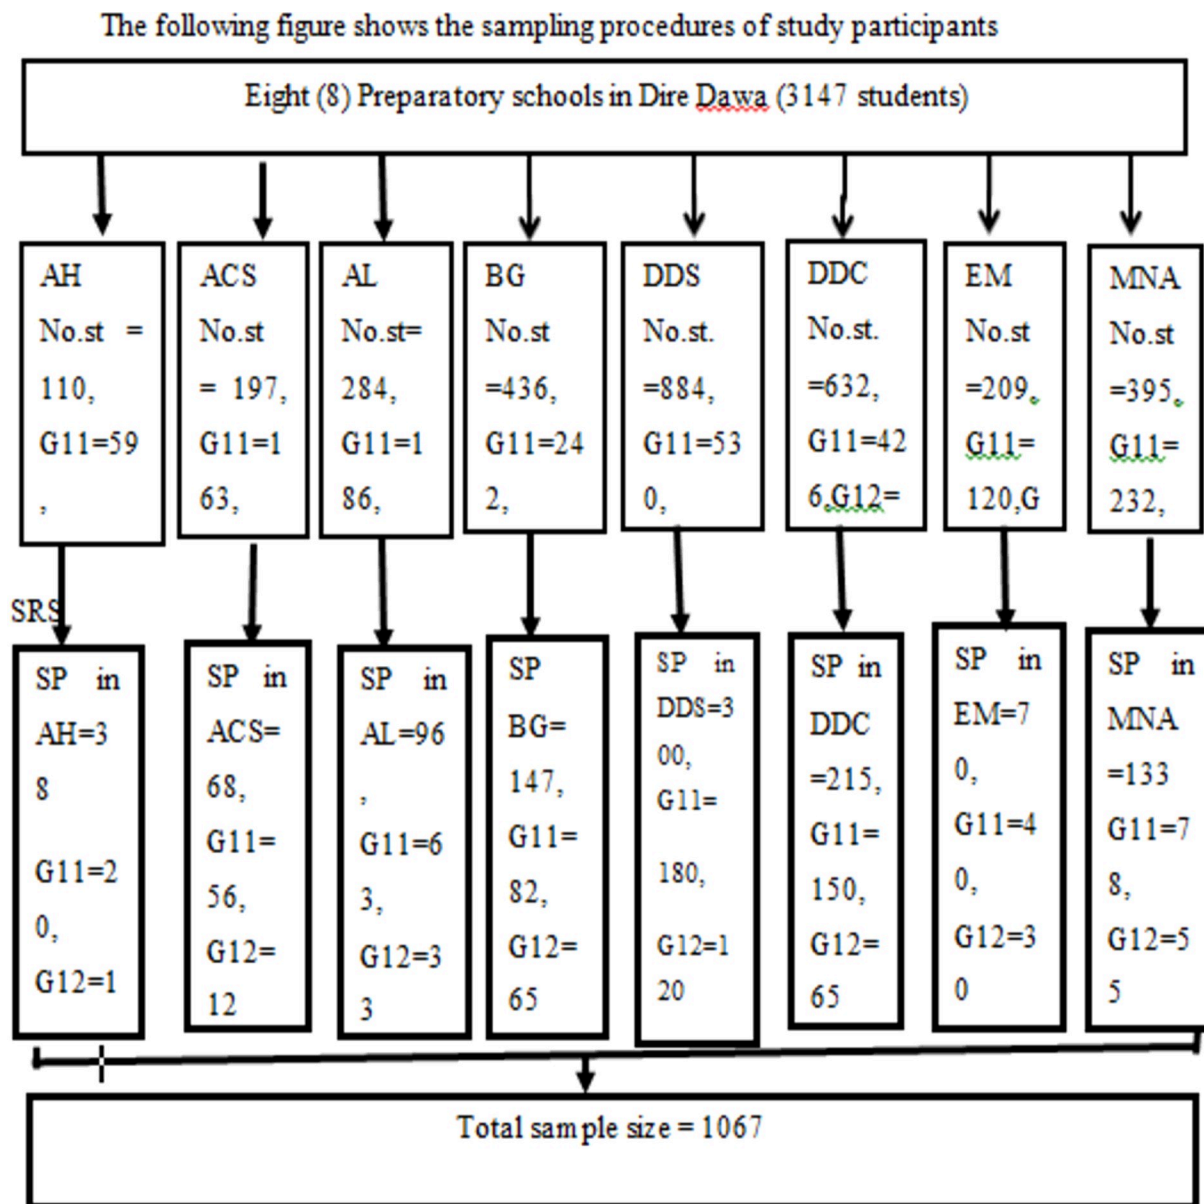 The following figure shows the sampling procedures of study participants
Eight (8) Preparatory schools in Dire Dawa (3147 students)
AH
No.st =
110,
G11=59
,
ACS
No.st
= 197,
G11=1
63,
AL
No.st=
284,
G11=1
86,
BG
No.st
=436,
G11=24
2,
DDS
No.st.
=884,
G11=53
0,
DDC
No.st.
=632,
G11=42
6,G12=
EM
No.st
=209,
G11=
120,G
MNA
No.st
=395,
G11=
232,
SRS
SP in
AH=3
8
G11=2
0,
G12=1
SP in
ACS=
68,
G11=
56,
G12=
12
SP in
AL=96
,
G11=6
3,
G12=3
3
SP
BG=
147,
G11=
82,
G12=
65
SP in
DDS=3
00,
G11=
180,
G12=1
20
SP in
DDC
=215,
G11=
150,
G12=
65
SP in
EM=7
0,
G11=4
0,
G12=3
0
SP in
MNA
=133
G11=7
8,
G12=5
5
Total sample size = 1067